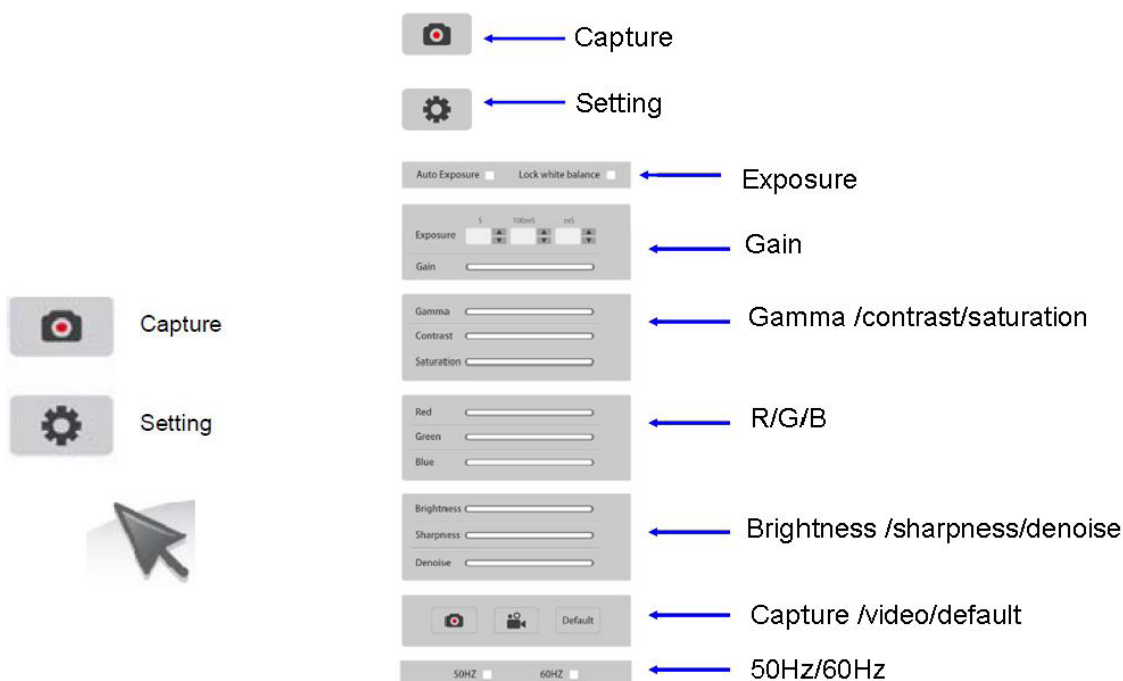 Capture
Setting
Capture
Setting
Auto Exposure Lock white balance
Exposure
S 100mS mS
Exposure
Gain
Gain
Gamma
Contrast
Saturation
Gamma /contrast/saturation
Red
Green
Blue
R/G/B
Brightness
Sharpness
Denoise
Brightness /sharpness/denoise
Default
Capture /video/default
50HZ 60HZ
50Hz/60Hz